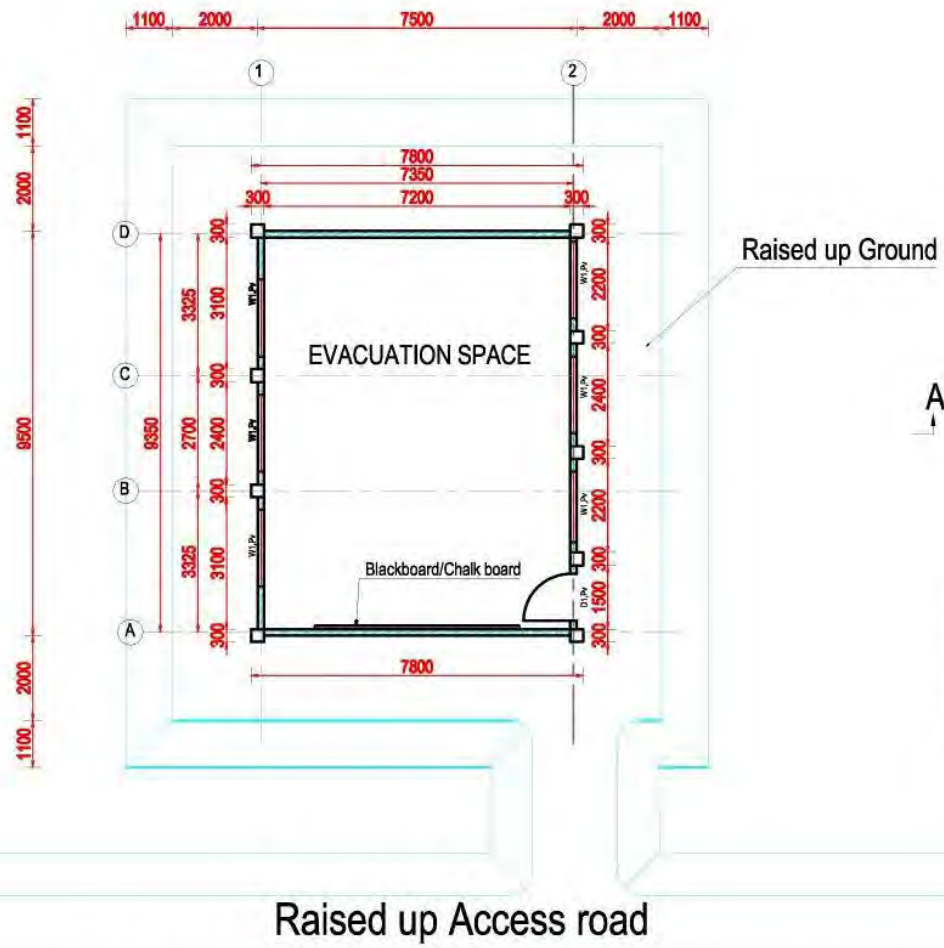 1100 2000 7500 2000 1100
1 2
1100
2000
9500
2000
1100
7800
7350
300 7200 300
D
C
B
A
9350
3325
2700
3325
300
3100
300
2400
300
3100
300
W1,Pv
W1,Pv
W1,Pv
EVACUATION SPACE
Blackboard/Chalk board
W1,Pv
W1,Pv
W1,Pv
D1,Pv
300
2200
300
2400
300
2200
300
1500
300
7800
Raised up Ground
A
Raised up Access road